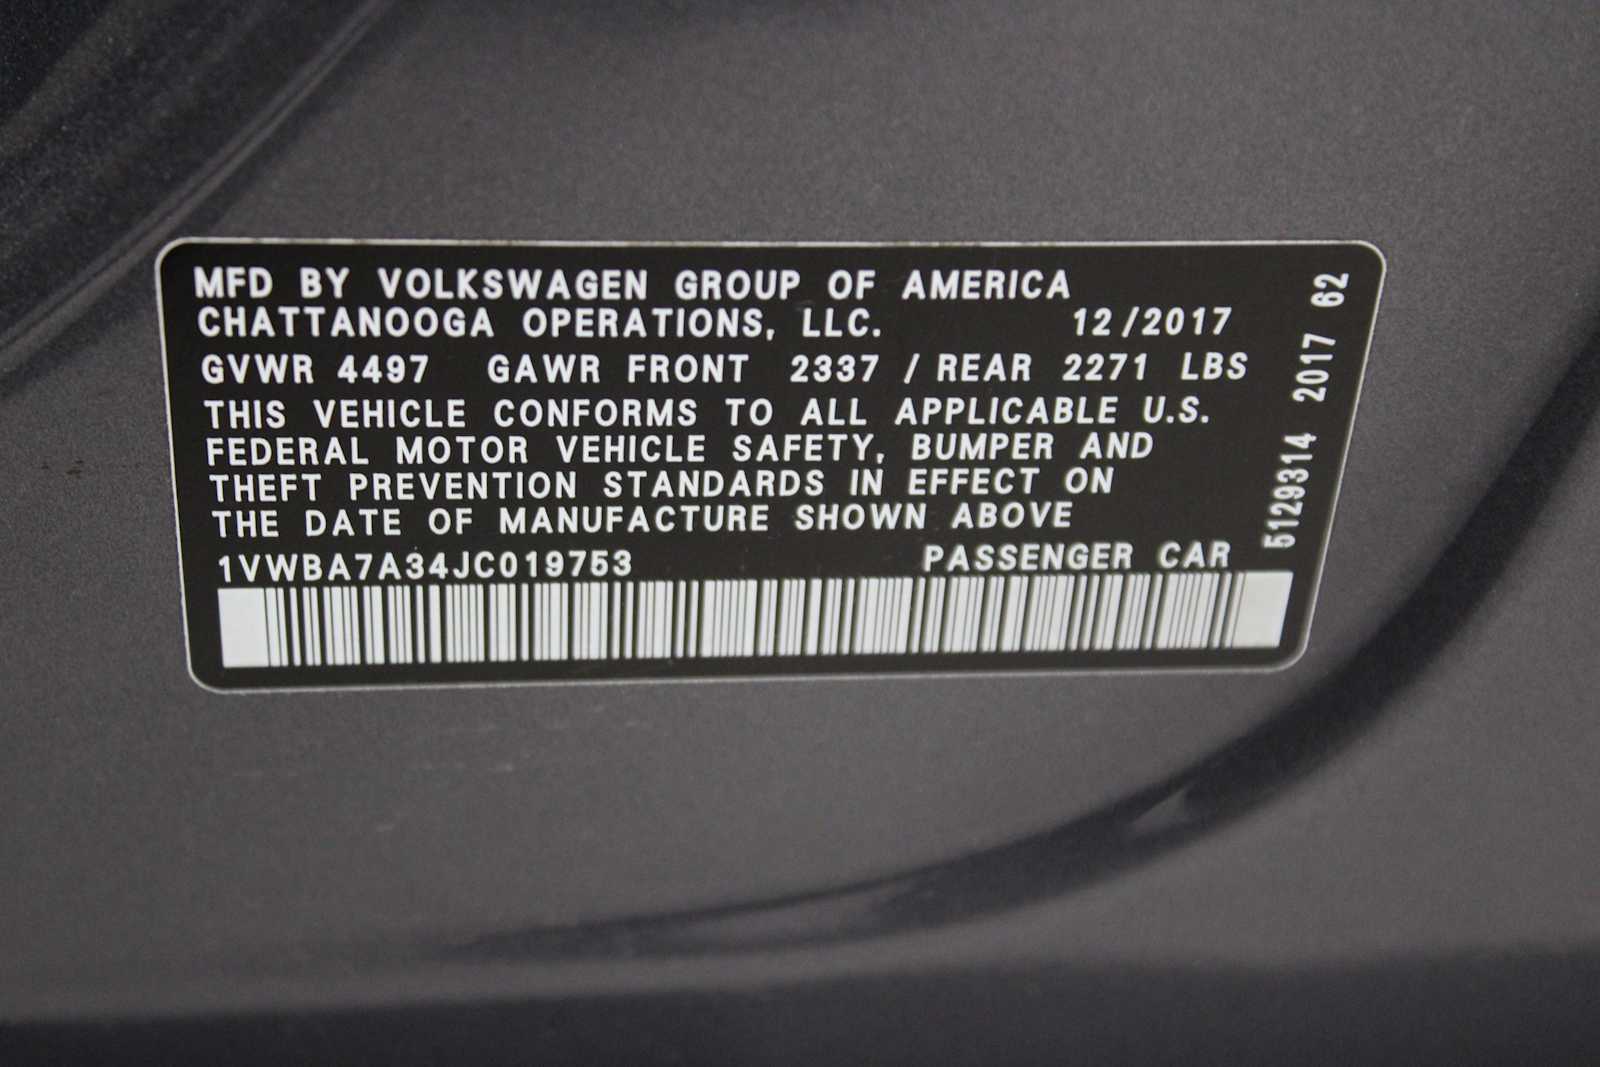 MFD BY VOLKSWAGEN GROUP OF AMERICA
CHATTANOOGA OPERATIONS, LLC. 12/2017
GVWR 4497 GAWR FRONT 2337 / REAR 2271 LBS
THIS VEHICLE CONFORMS TO ALL APPLICABLE U.S.
FEDERAL MOTOR VEHICLE SAFETY, BUMPER AND
THEFT PREVENTION STANDARDS IN EFFECT ON
THE DATE OF MANUFACTURE SHOWN ABOVE
1VWBA7A34JC019753 PASSENGER CAR
5129314 2017 62